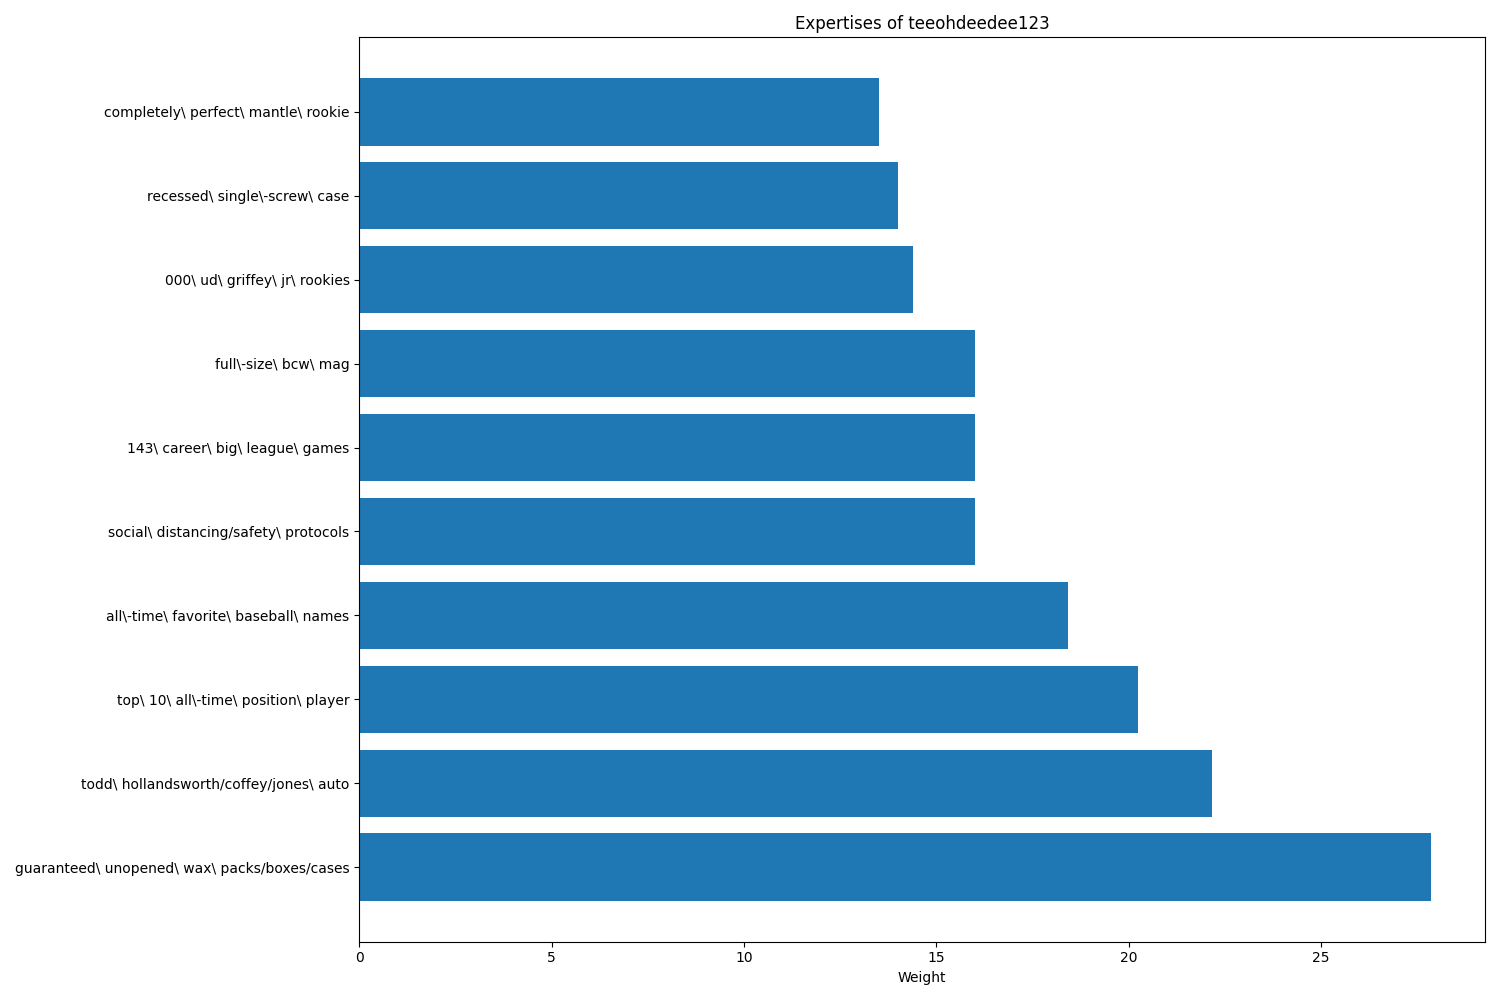 Expertises of teeohdeedee123
completely\ perfect\ mantle\ rookie
recessed\ single\-screw\ case
000\ ud\ griffey\ jr\ rookies
full\-size\ bcw\ mag
143\ career\ big\ league\ games
social\ distancing/safety\ protocols
all\-time\ favorite\ baseball\ names
top\ 10\ all\-time\ position\ player
todd\ hollandsworth/coffey/jones\ auto
guaranteed\ unopened\ wax\ packs/boxes/cases
0 5 10 15 20 25
Weight